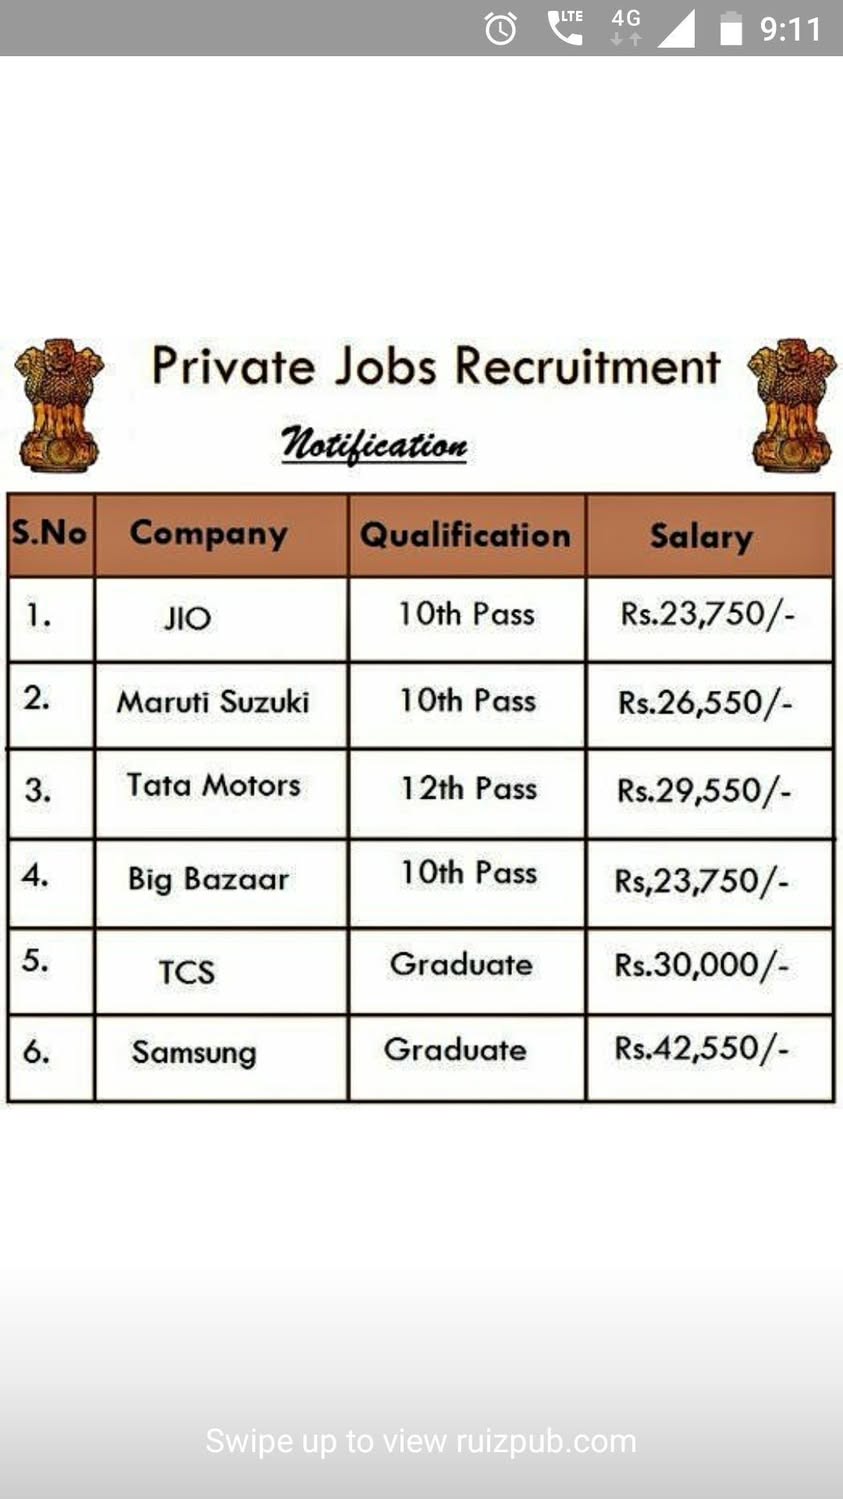 LTE 4G 9:11
Private Jobs Recruitment
Notification
S.No Company Qualification Salary
1. JIO 10th Pass Rs.23,750/-
2. Maruti Suzuki 10th Pass Rs.26,550/-
3. Tata Motors 12th Pass Rs.29,550/-
4. Big Bazaar 10th Pass Rs,23,750/-
5. TCS Graduate Rs.30,000/-
6. Samsung Graduate Rs.42,550/-
Swipe up to view ruizpub.com